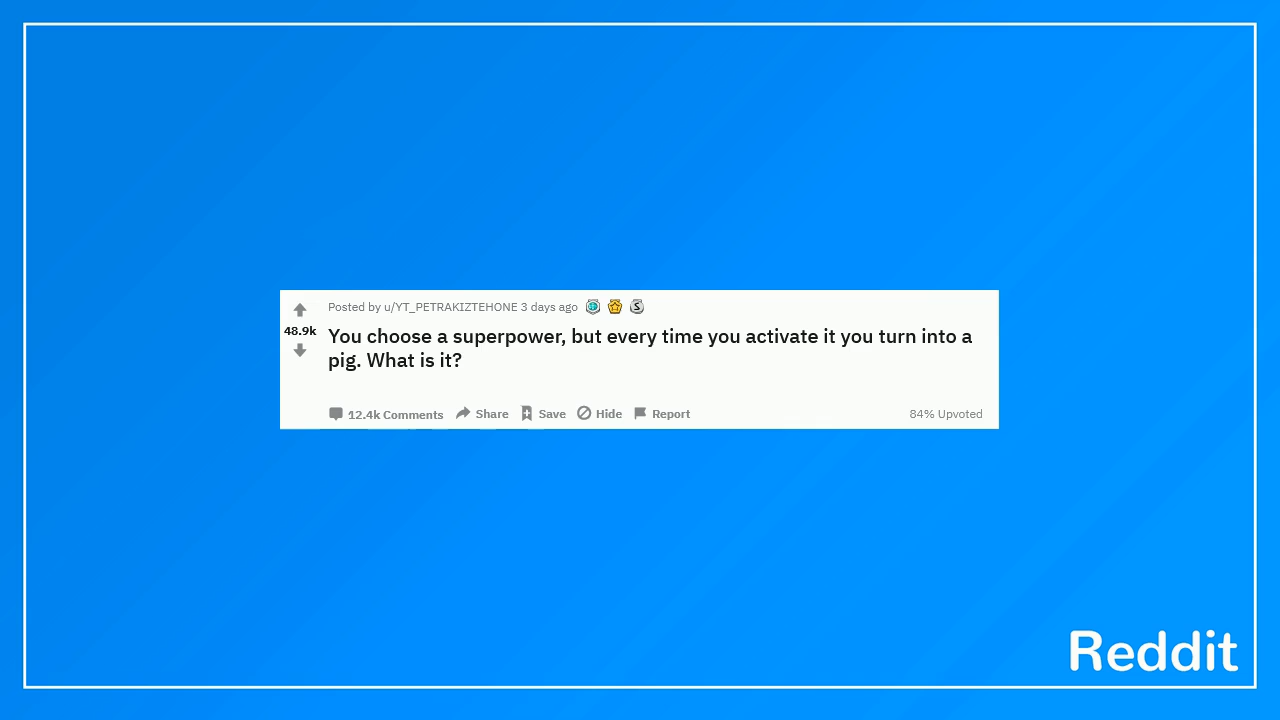 Posted by u/YT_PETRAKIZTEHONE 3 days ago
48.9k
You choose a superpower, but every time you activate it you turn into a
pig. What is it?
12.4k Comments Share Save Hide Report 84% Upvoted
Reddit